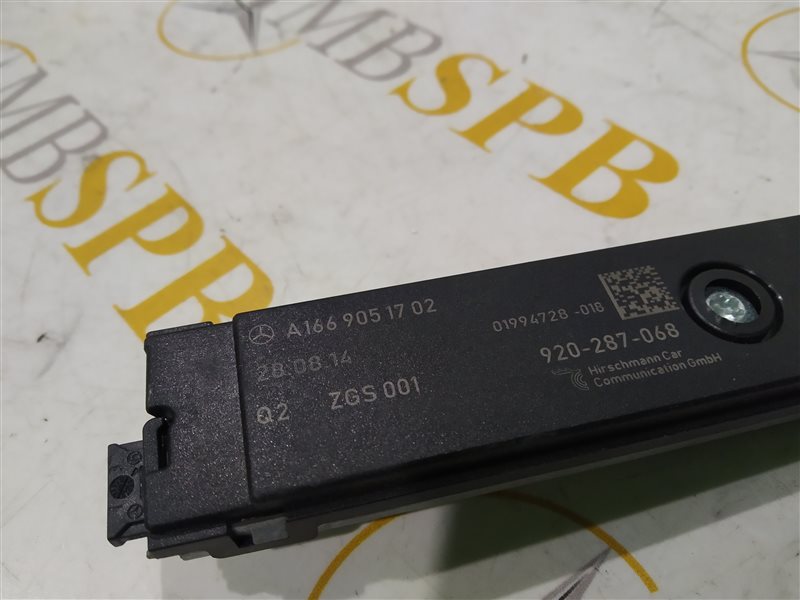 MBSPB
MBSPB
A166 905 17 02
28.08.14
Q2 ZGS 001
01994728 -018
920-287-068
Hirschmann Car
Communication GmbH